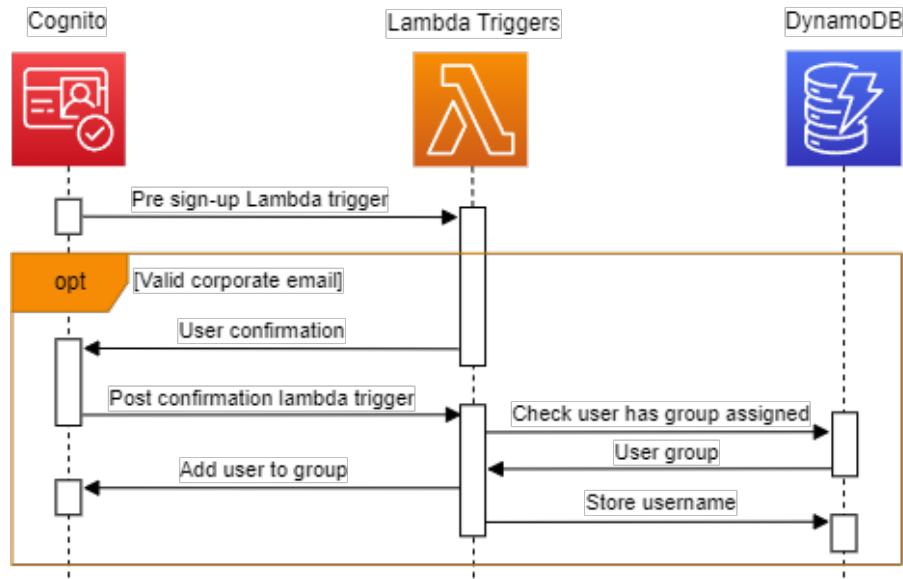 Cognito
Lambda Triggers
DynamoDB
Pre sign-up Lambda trigger
opt
[Valid corporate email]
User confirmation
Post confirmation lambda trigger
Check user has group assigned
User group
Add user to group
Store username